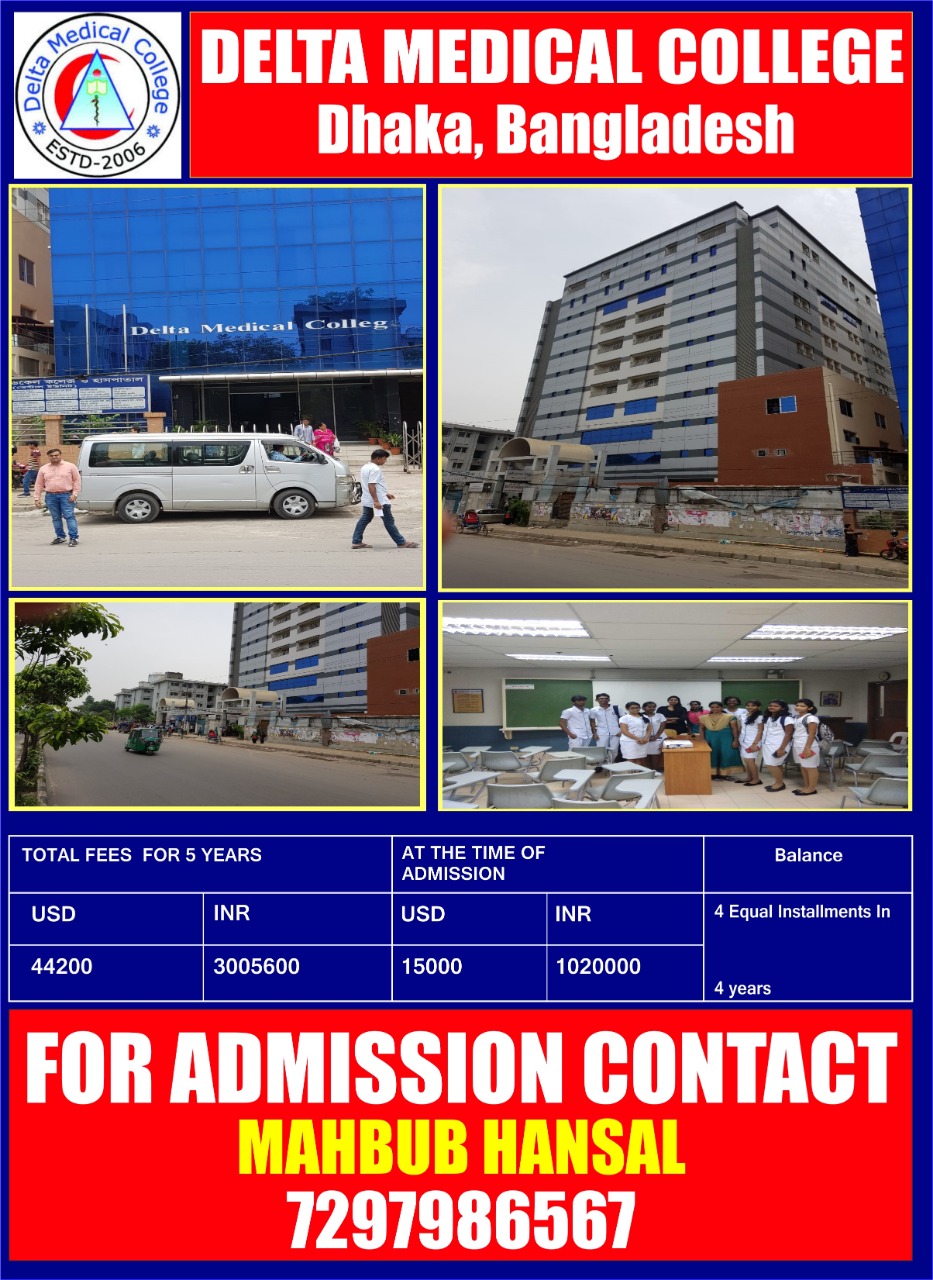 Delta Medical College
ESTD-2006
DELTA MEDICAL COLLEGE
Dhaka, Bangladesh
Delta Medical Colleg
কেল কলেজ ও হাসপাতাল
TOTAL FEES FOR 5 YEARS
AT THE TIME OF
ADMISSION
Balance
USD
INR
USD
INR
4 Equal Installments In
44200
3005600
15000
1020000
4 years
FOR ADMISSION CONTACT
MAHBUB HANSAL
7297986567